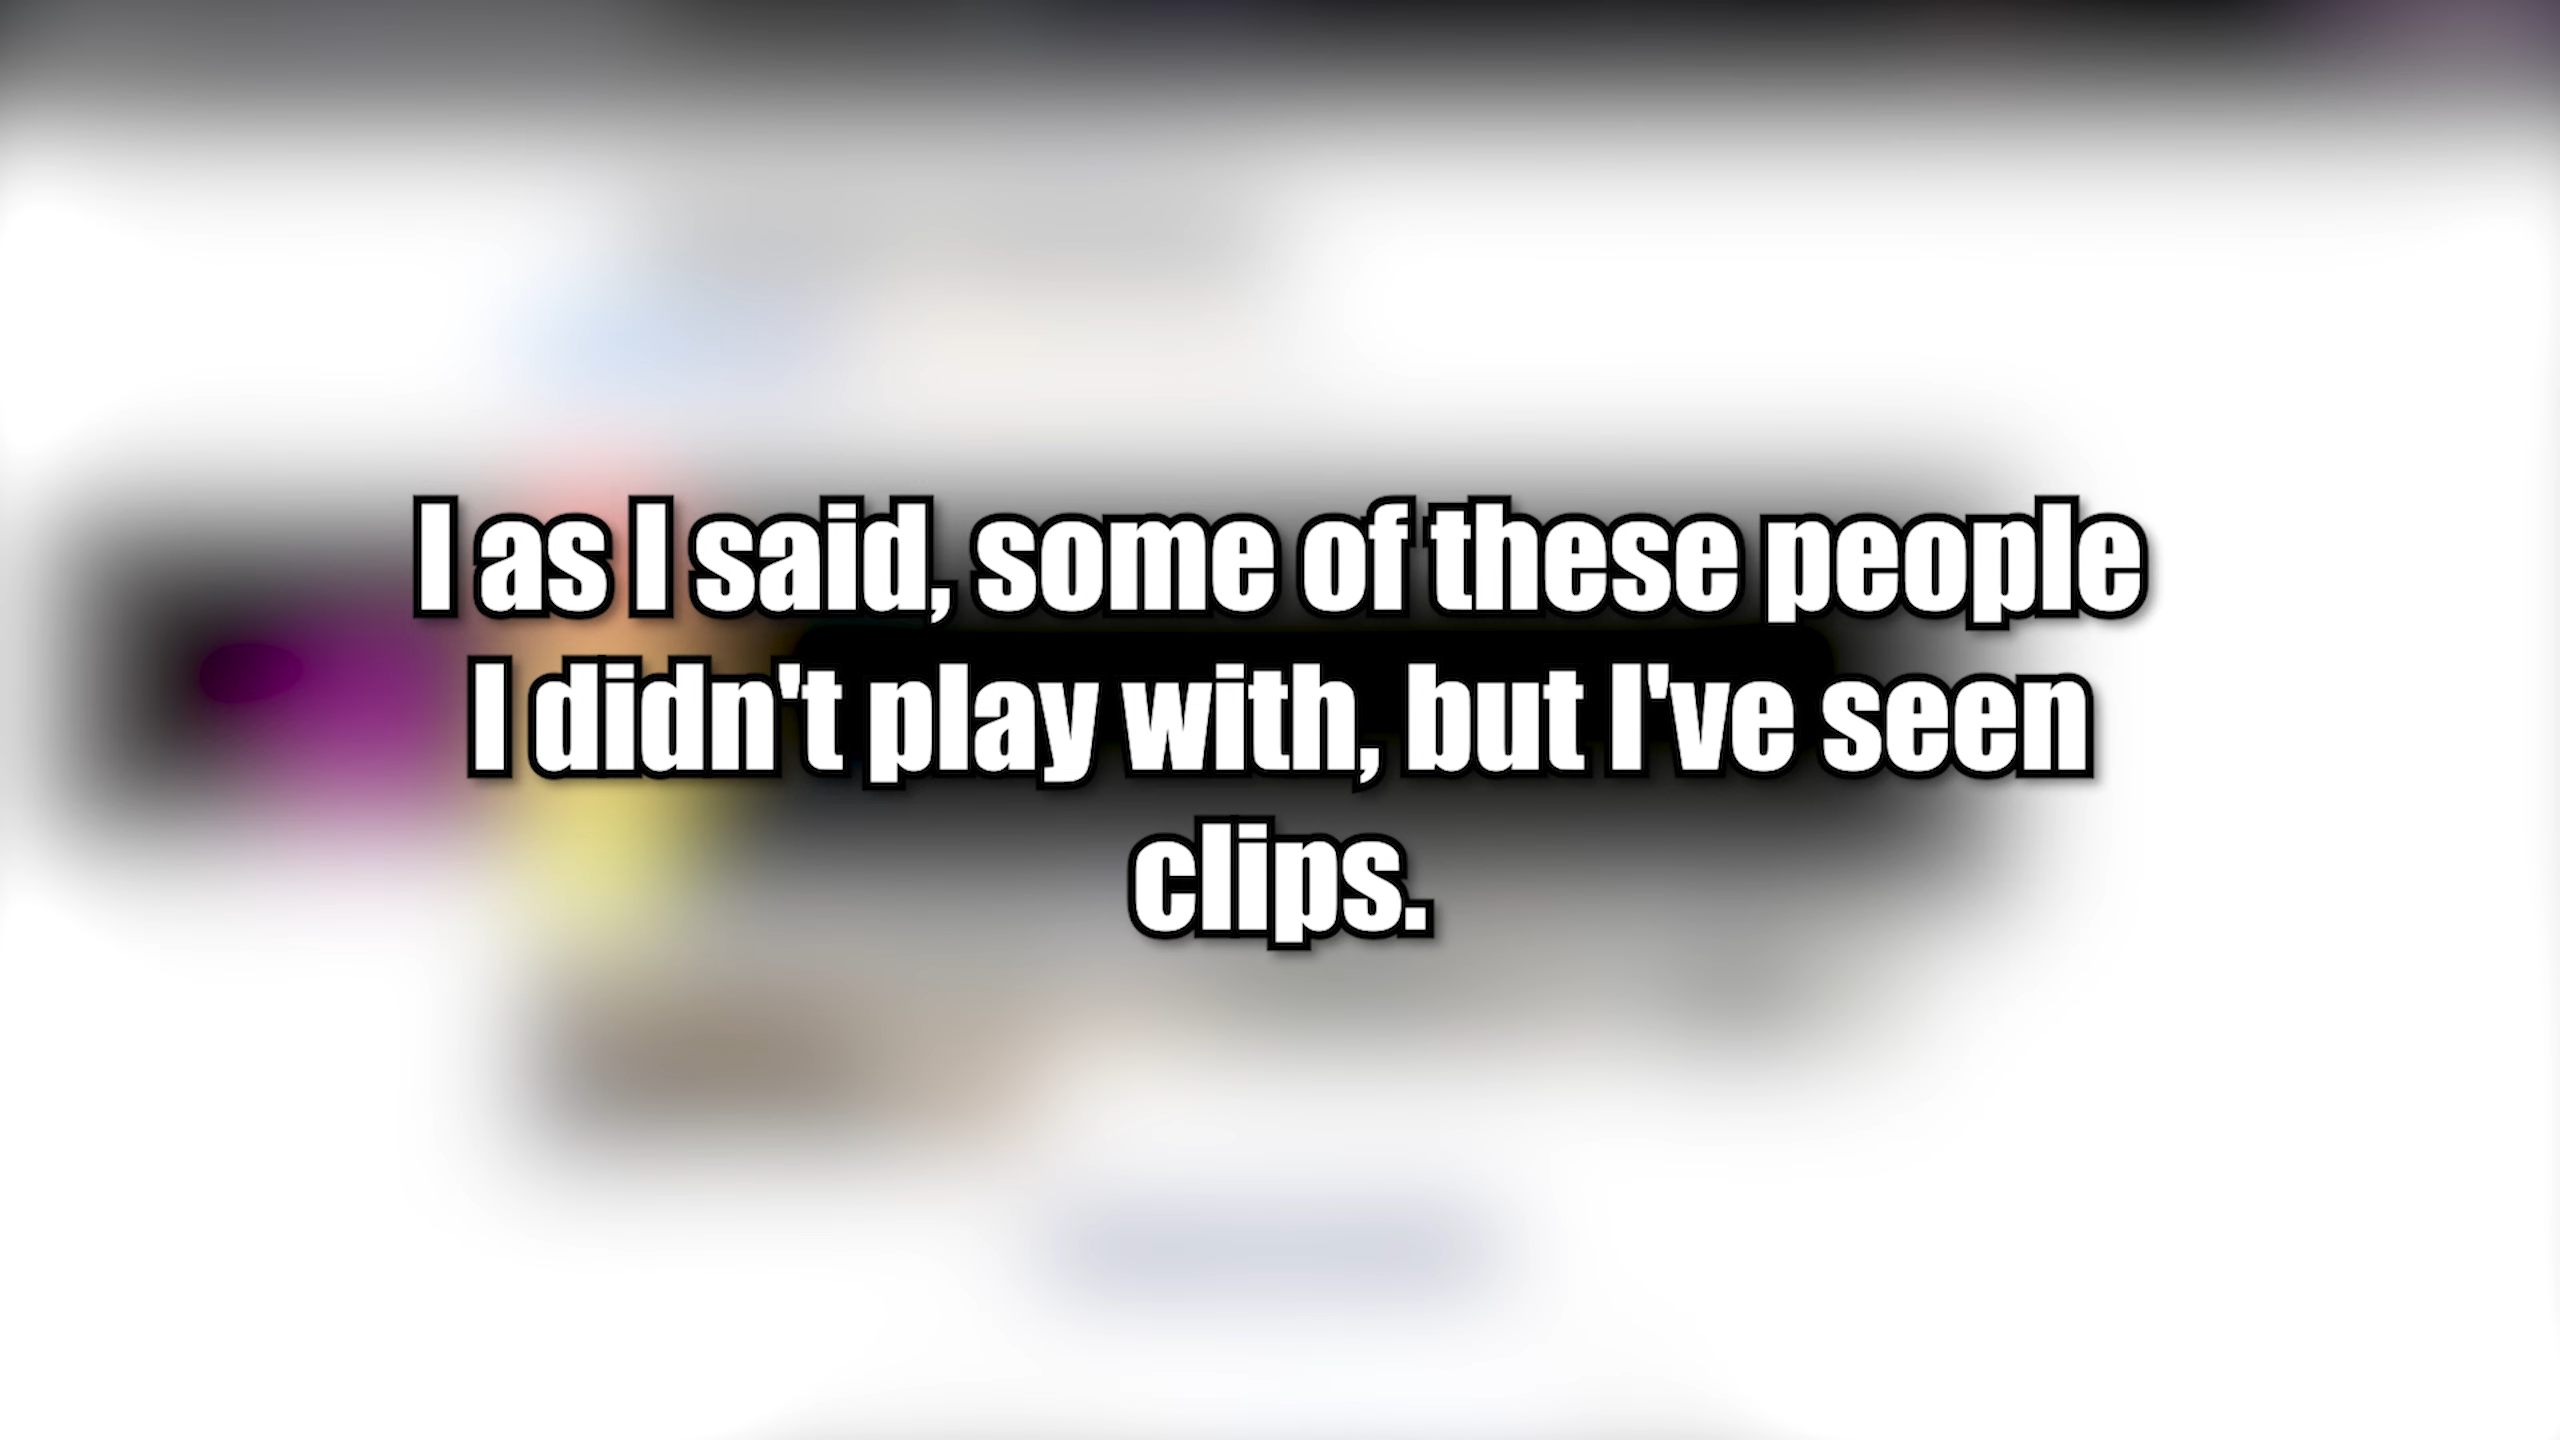 I as I said, some of these people
I didn't play with, but I've seen
clips.